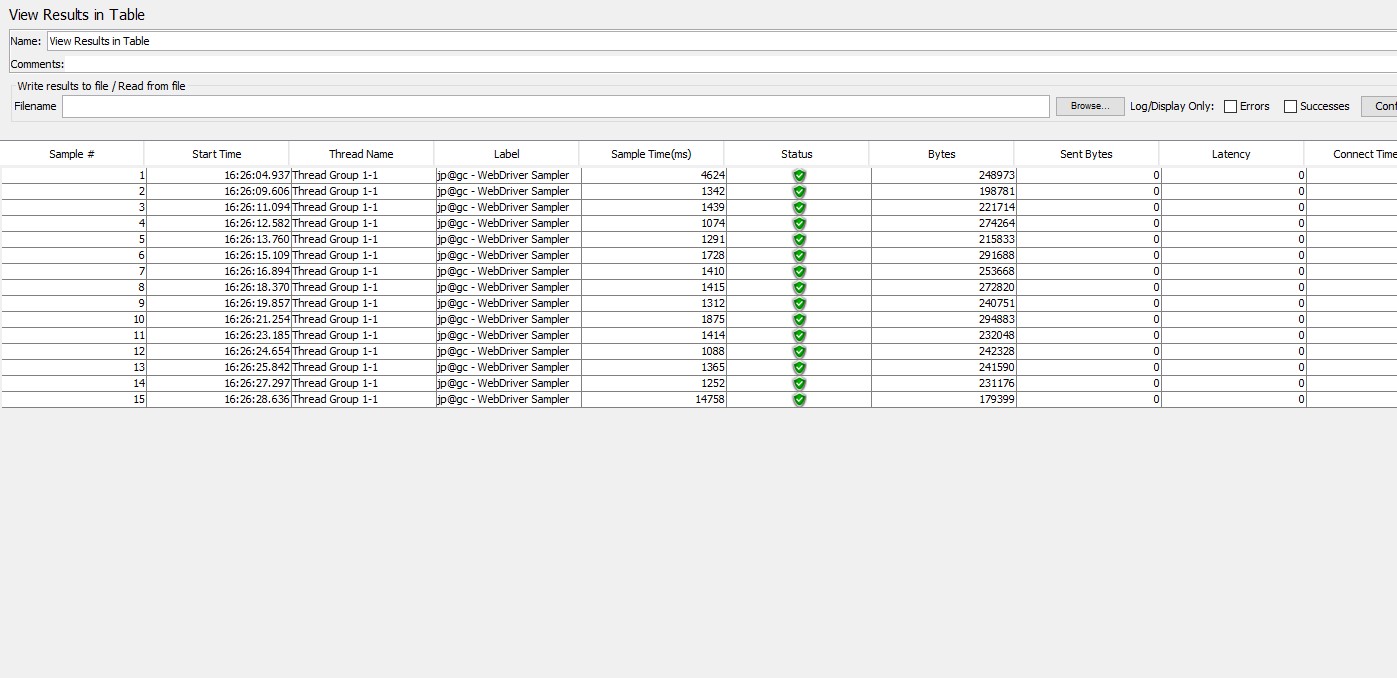 View Results in Table
Name: View Results in Table
Comments:
Write results to file / Read from file
Filename Browse... Log/Display Only: Errors Successes Conf
Sample # Start Time Thread Name Label Sample Time(ms) Status Bytes Sent Bytes Latency Connect Time
1 16:26:04.937 Thread Group 1-1 jp@gc - WebDriver Sampler 4624 248973 0 0
2 16:26:09.606 Thread Group 1-1 jp@gc - WebDriver Sampler 1342 198781 0 0
3 16:26:11.094 Thread Group 1-1 jp@gc - WebDriver Sampler 1439 221714 0 0
4 16:26:12.582 Thread Group 1-1 jp@gc - WebDriver Sampler 1074 274264 0 0
5 16:26:13.760 Thread Group 1-1 jp@gc - WebDriver Sampler 1291 215833 0 0
6 16:26:15.109 Thread Group 1-1 jp@gc - WebDriver Sampler 1728 291688 0 0
7 16:26:16.894 Thread Group 1-1 jp@gc - WebDriver Sampler 1410 253668 0 0
8 16:26:18.370 Thread Group 1-1 jp@gc - WebDriver Sampler 1415 272820 0 0
9 16:26:19.857 Thread Group 1-1 jp@gc - WebDriver Sampler 1312 240751 0 0
10 16:26:21.254 Thread Group 1-1 jp@gc - WebDriver Sampler 1875 294883 0 0
11 16:26:23.185 Thread Group 1-1 jp@gc - WebDriver Sampler 1414 232048 0 0
12 16:26:24.654 Thread Group 1-1 jp@gc - WebDriver Sampler 1088 242328 0 0
13 16:26:25.842 Thread Group 1-1 jp@gc - WebDriver Sampler 1365 241590 0 0
14 16:26:27.297 Thread Group 1-1 jp@gc - WebDriver Sampler 1252 231176 0 0
15 16:26:28.636 Thread Group 1-1 jp@gc - WebDriver Sampler 14758 179399 0 0